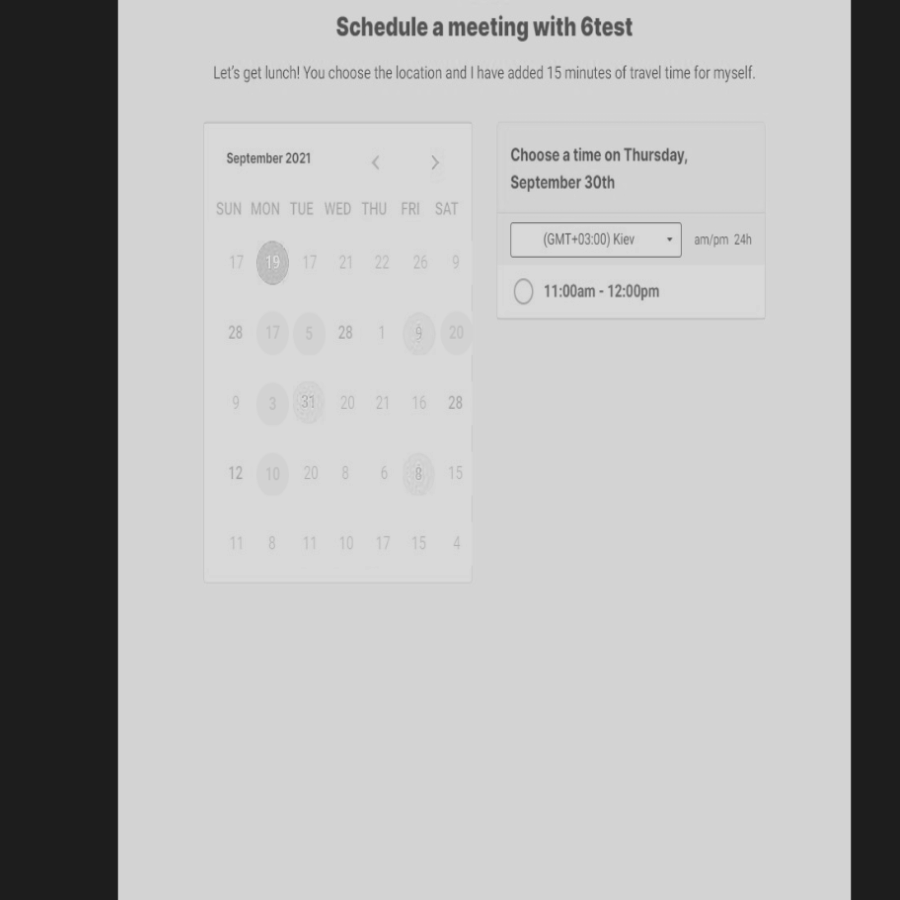 Schedule a meeting with 6test
Let's get lunch! You choose the location and I have added 15 minutes of travel time for myself.
September 2021
SUN MON TUE WED THU FRI SAT
17 19 17 21 22 26 9
28 17 5 28 1 9 20
9 3 31 20 21 16 28
12 10 20 8 6 8 15
11 8 11 10 17 15 4
Choose a time on Thursday,
September 30th
(GMT+03:00) Kiev am/pm 24h
11:00am - 12:00pm